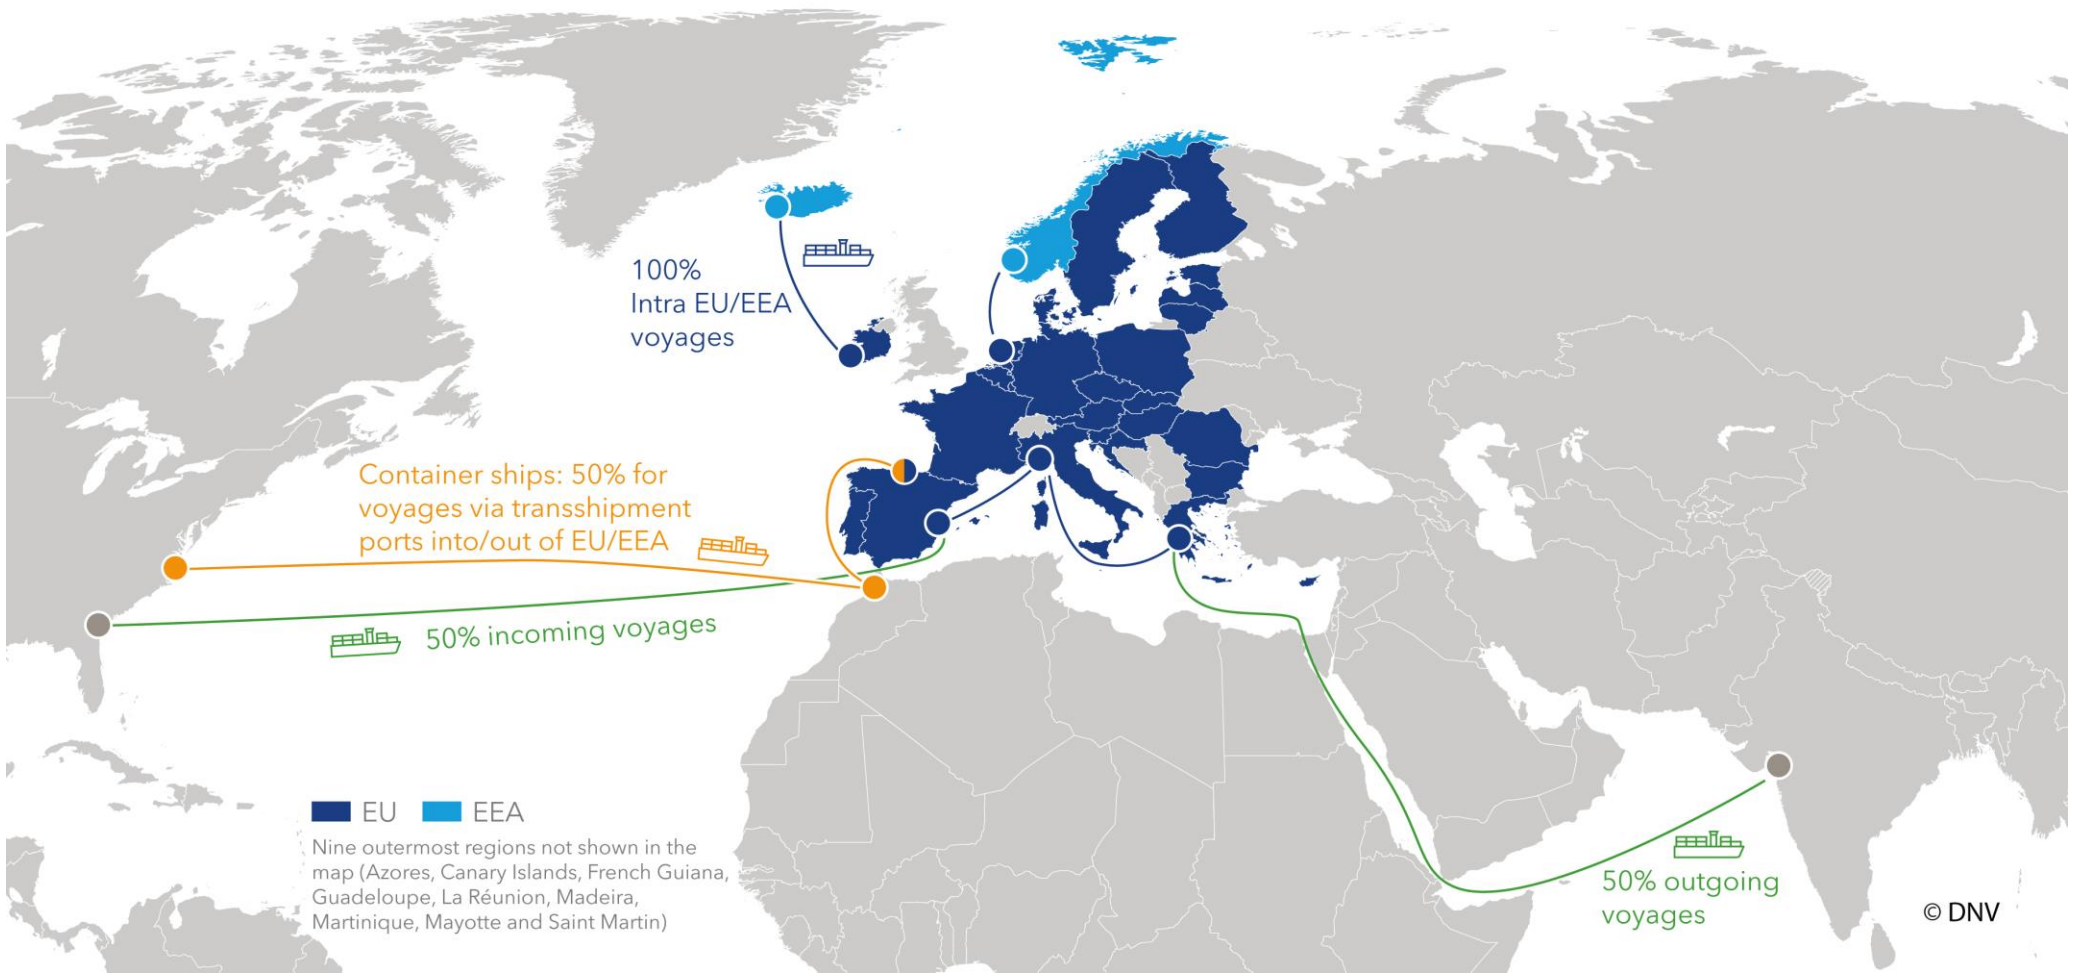 100%
Intra EU/EEA
voyages
Container ships: 50% for
voyages via transshipment
ports into/out of EU/EEA
50% incoming voyages
EU
EEA
Nine outermost regions not shown in the
map (Azores, Canary Islands, French Guiana,
Guadeloupe, La Réunion, Madeira,
Martinique, Mayotte and Saint Martin)
50% outgoing
voyages
© DNV